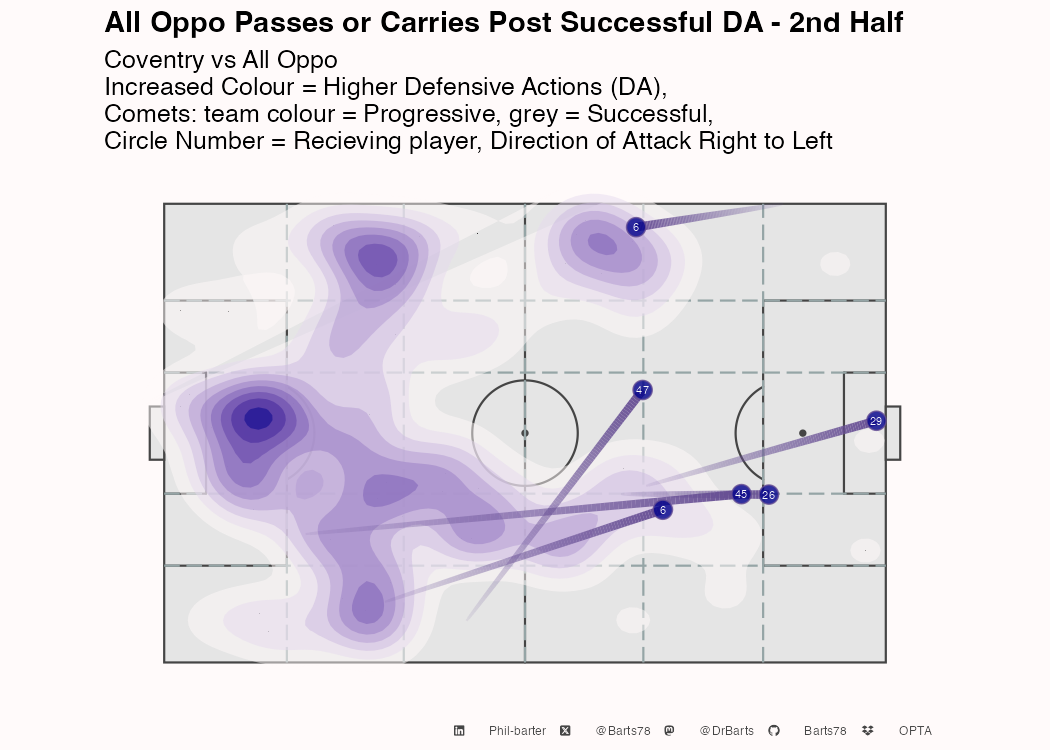 All Oppo Passes or Carries Post Successful DA - 2nd Half
Coventry vs All Oppo
Increased Colour = Higher Defensive Actions (DA),
Comets: team colour = Progressive, grey = Successful,
Circle Number = Recieving player, Direction of Attack Right to Left
6
47
29
45 26
6
Phil-barter @Barts78 @DrBarts Barts78 OPTA